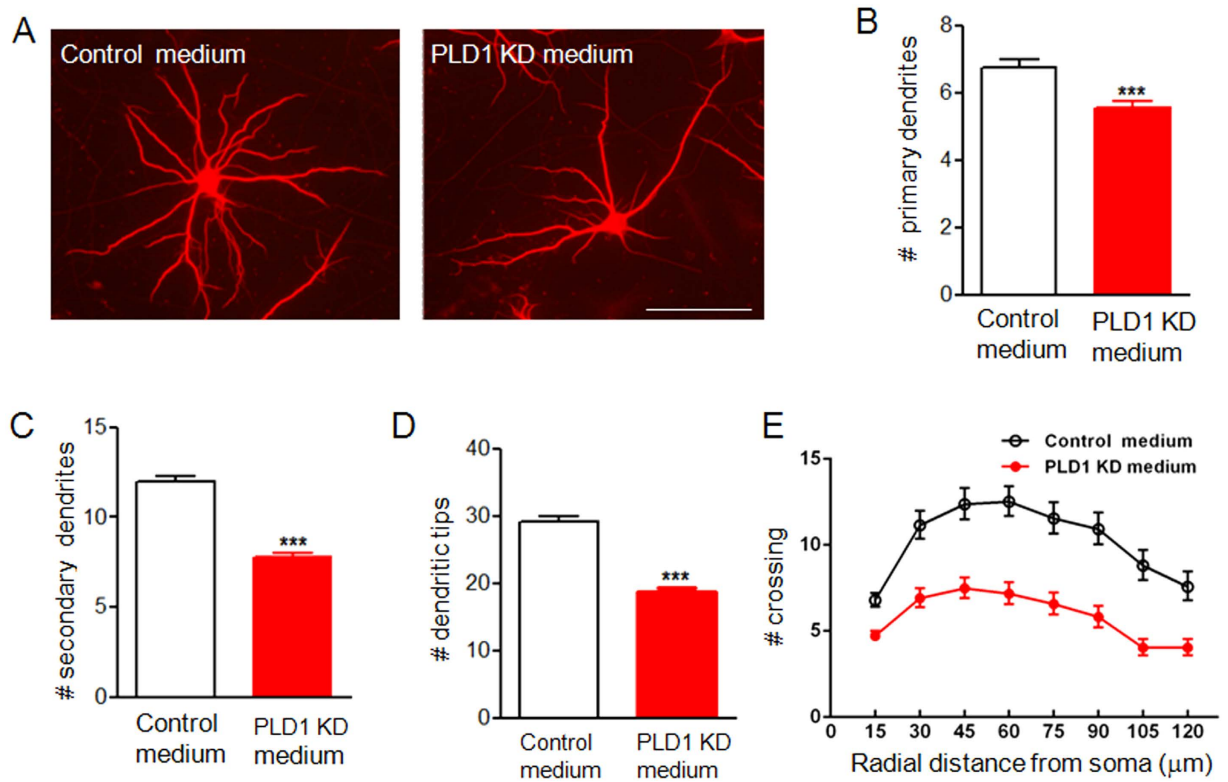 A
Control medium
PLD1 KD medium
B
# primary dendrites
8
6
4
2
0
***
Control
medium
PLD1 KD
medium
C
# secondary dendrites
15
10
5
0
***
Control
medium
PLD1 KD
medium
D
# dendritic tips
40
30
20
10
0
***
Control
medium
PLD1 KD
medium
E
Control medium
PLD1 KD medium
# crossing
15
10
5
0
0 15 30 45 60 75 90 105 120
Radial distance from soma (μm)